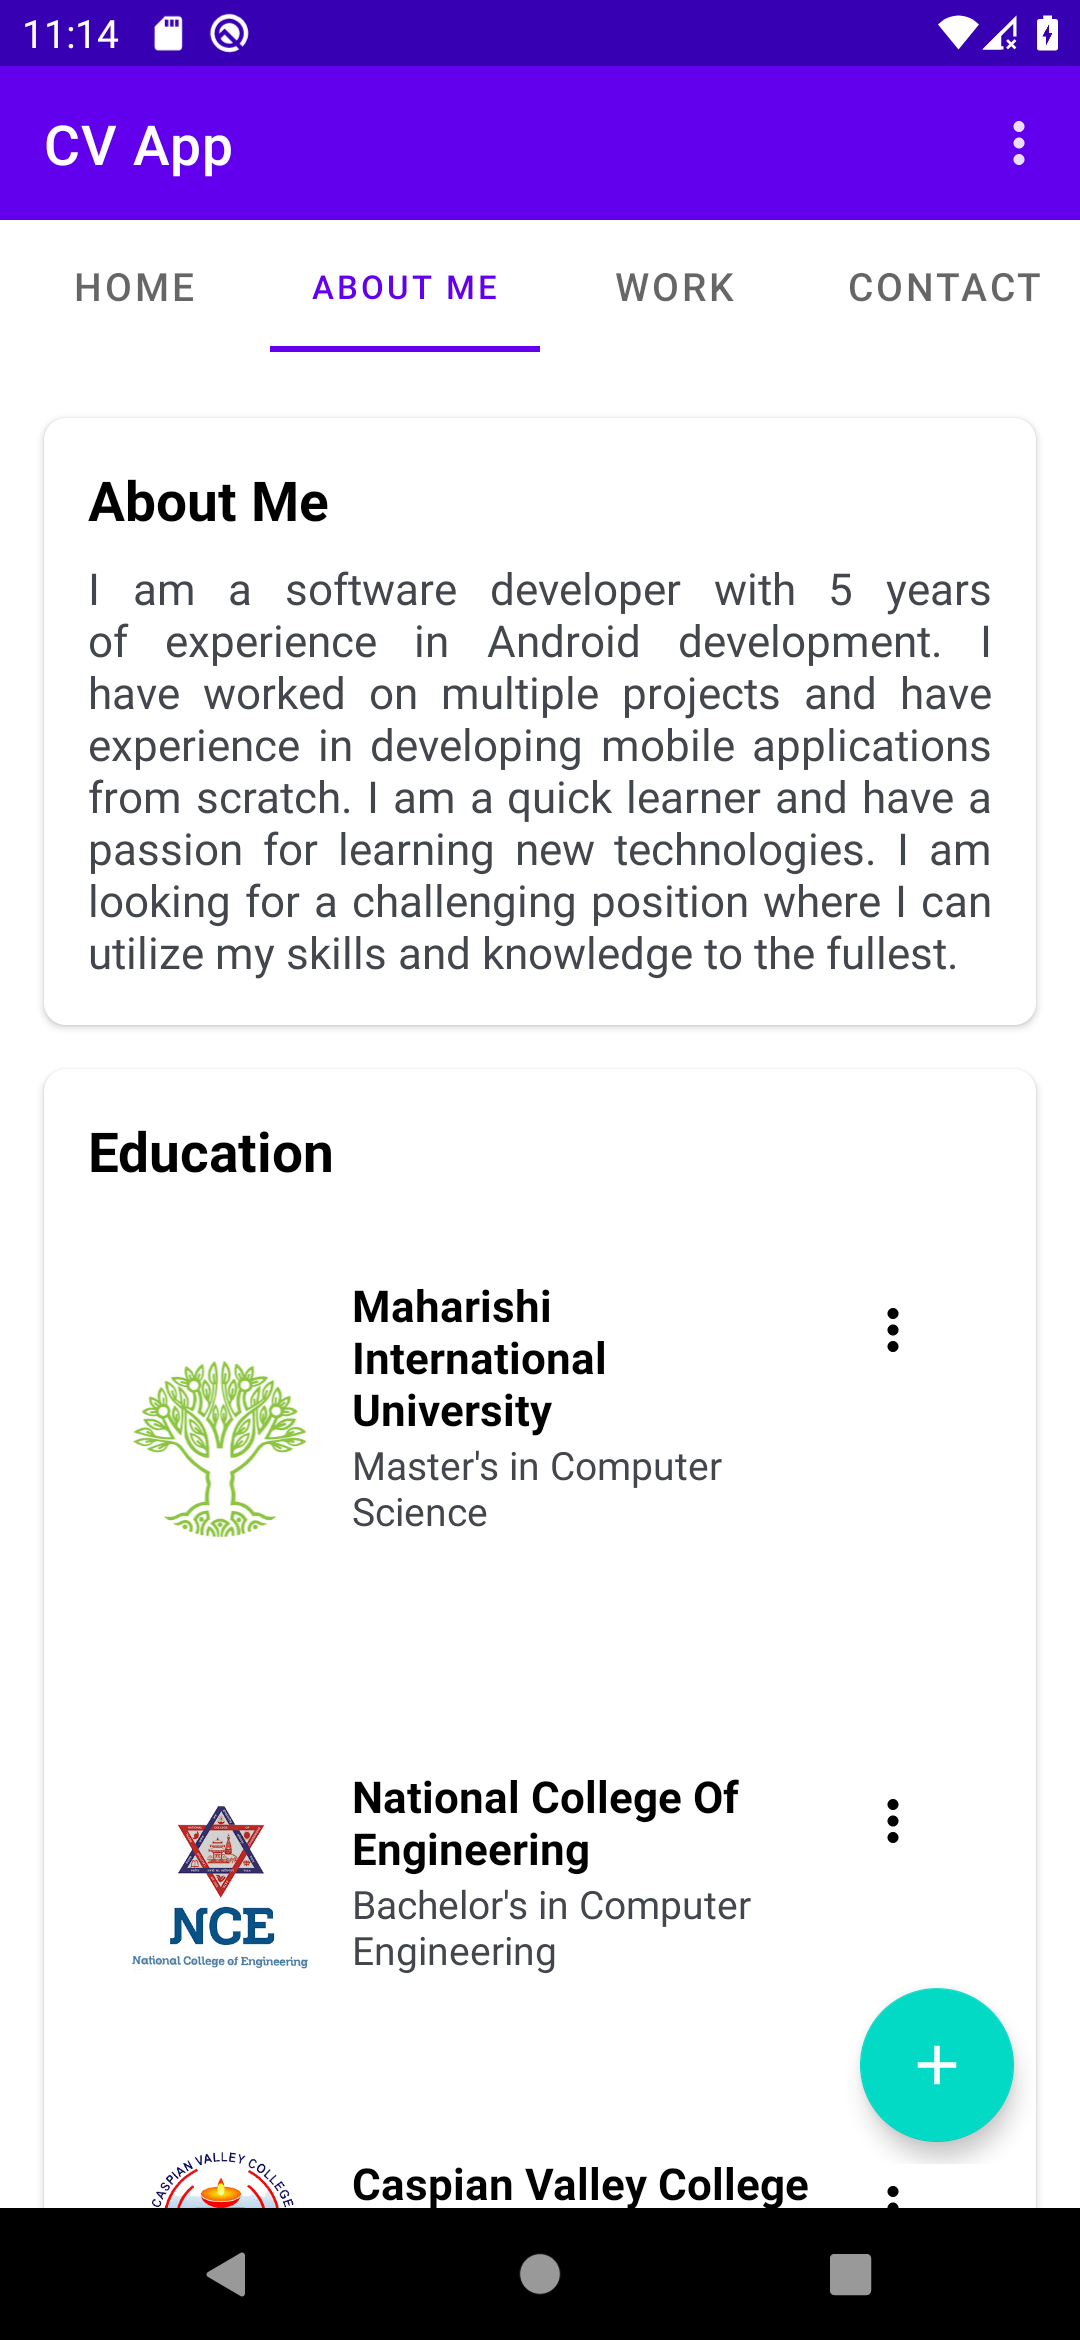 11:14
CV App
HOME
ABOUT ME
WORK
CONTACT
About Me
I am a software developer with 5 years
of experience in Android development. I
have worked on multiple projects and have
experience in developing mobile applications
from scratch. I am a quick learner and have a
passion for learning new technologies. I am
looking for a challenging position where I can
utilize my skills and knowledge to the fullest.
Education
Maharishi
International
University
Master's in Computer
Science
NCE
National College of Engineering
National College Of
Engineering
Bachelor's in Computer
Engineering
CASPIAN VALLEY COLLEGE
Caspian Valley College